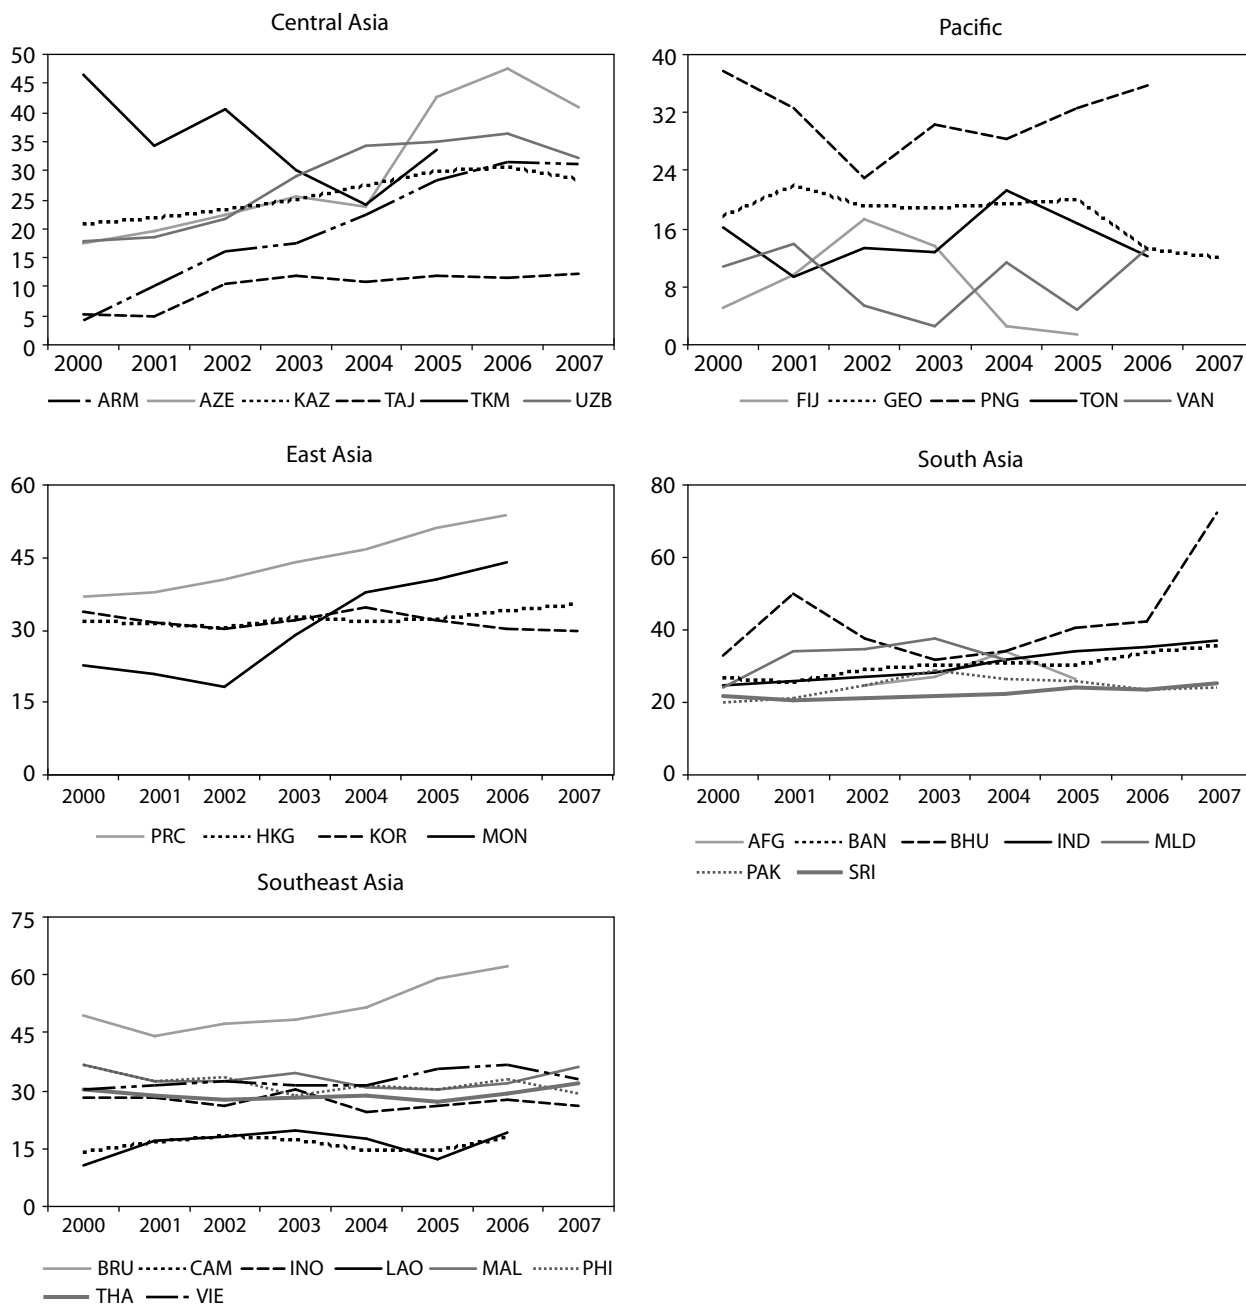 Central Asia
50
45
40
35
30
25
20
15
10
5
0
2000 2001 2002 2003 2004 2005 2006 2007
ARM AZE KAZ TAJ TKM UZB
Pacific
40
32
24
16
8
0
2000 2001 2002 2003 2004 2005 2006 2007
FIJ GEO PNG TON VAN
East Asia
60
45
30
15
0
2000 2001 2002 2003 2004 2005 2006 2007
PRC HKG KOR MON
South Asia
80
60
40
20
0
2000 2001 2002 2003 2004 2005 2006 2007
AFG BAN BHU IND MLD
PAK SRI
Southeast Asia
75
60
45
30
15
0
2000 2001 2002 2003 2004 2005 2006 2007
BRU CAM INO LAO MAL PHI
THA VIE